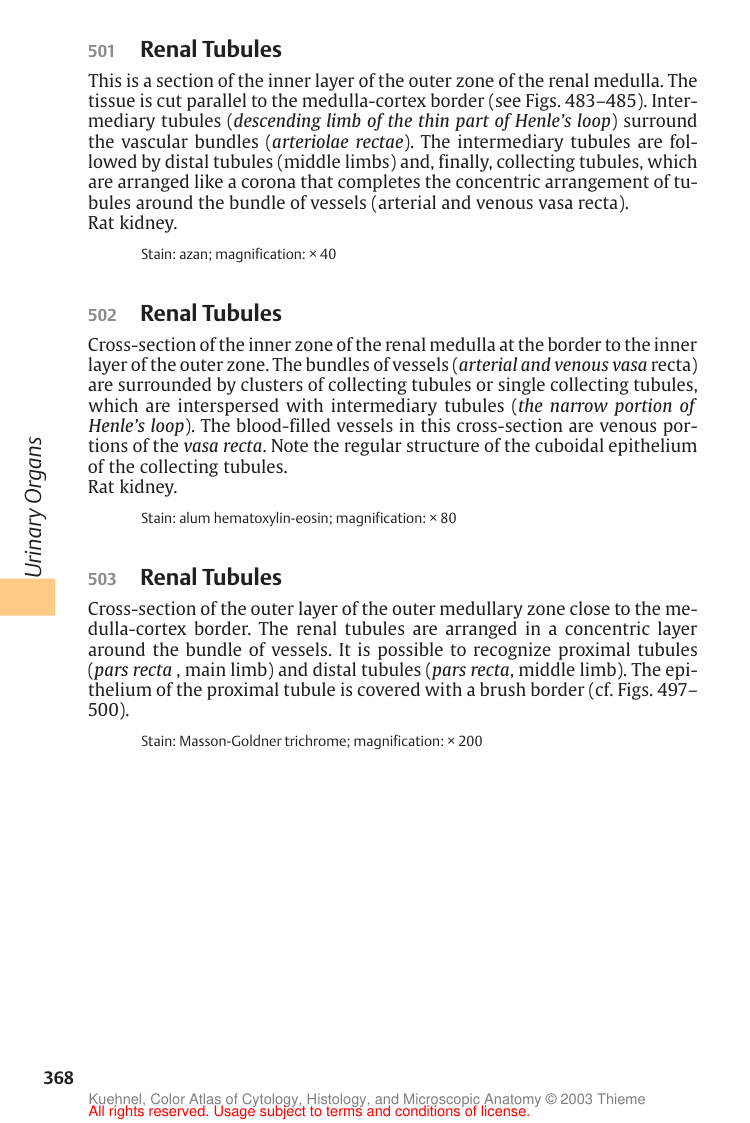 501 Renal Tubules
This is a section of the inner layer of the outer zone of the renal medulla. The
tissue is cut parallel to the medulla-cortex border (see Figs. 483–485). Inter-
mediary tubules (descending limb of the thin part of Henle’s loop) surround
the vascular bundles (arteriolae rectae). The intermediary tubules are fol-
lowed by distal tubules (middle limbs) and, finally, collecting tubules, which
are arranged like a corona that completes the concentric arrangement of tu-
bules around the bundle of vessels (arterial and venous vasa recta).
Rat kidney.
Stain: azan; magnification: × 40
502 Renal Tubules
Cross-section of the inner zone of the renal medulla at the border to the inner
layer of the outer zone. The bundles of vessels (arterial and venous vasa recta)
are surrounded by clusters of collecting tubules or single collecting tubules,
which are interspersed with intermediary tubules (the narrow portion of
Henle’s loop). The blood-filled vessels in this cross-section are venous por-
tions of the vasa recta. Note the regular structure of the cuboidal epithelium
of the collecting tubules.
Rat kidney.
Stain: alum hematoxylin-eosin; magnification: × 80
Urinary Organs
503 Renal Tubules
Cross-section of the outer layer of the outer medullary zone close to the me-
dulla-cortex border. The renal tubules are arranged in a concentric layer
around the bundle of vessels. It is possible to recognize proximal tubules
(pars recta , main limb) and distal tubules (pars recta, middle limb). The epi-
thelium of the proximal tubule is covered with a brush border (cf. Figs. 497–
500).
Stain: Masson-Goldner trichrome; magnification: × 200
368
Kuehnel, Color Atlas of Cytology, Histology, and Microscopic Anatomy © 2003 Thieme
All rights reserved. Usage subject to terms and conditions of license.